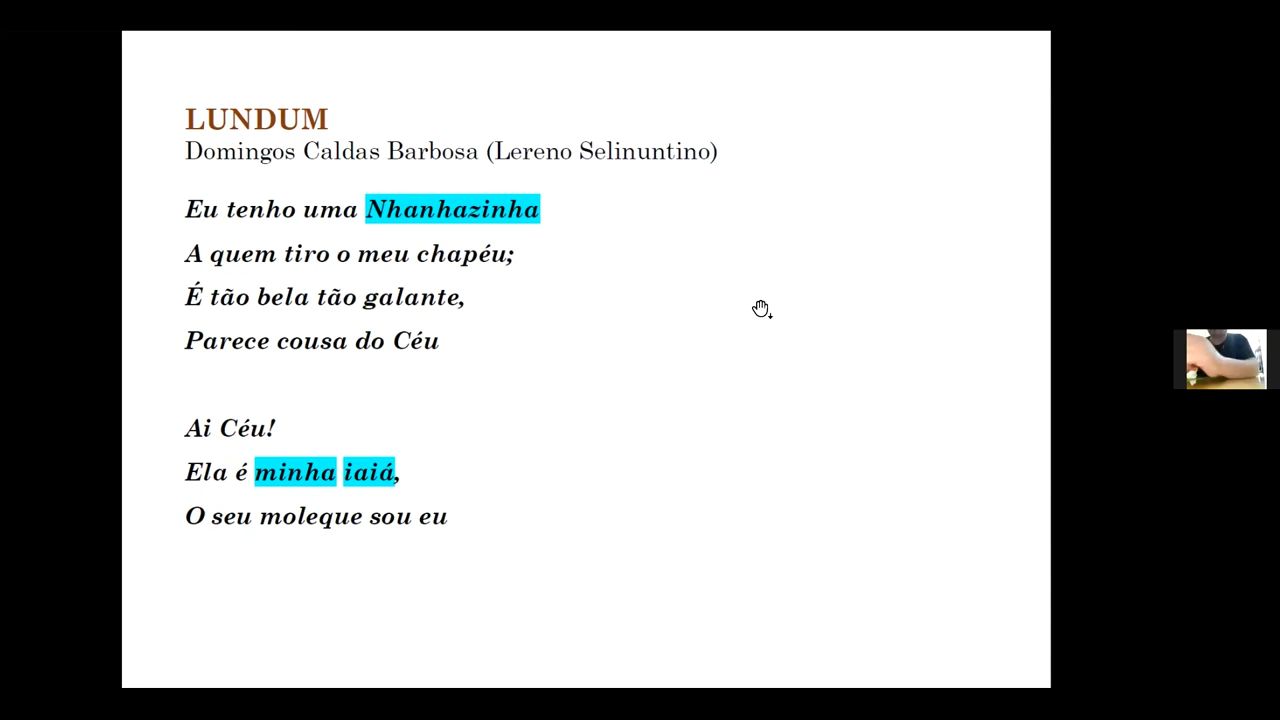 LUNDUM
Domingos Caldas Barbosa (Lereno Selinuntino)
Eu tenho uma Nhanhazinha
A quem tiro o meu chapéu;
É tão bela tão galante,
Parece cousa do Céu
Ai Céu!
Ela é minha iaiá,
O seu moleque sou eu